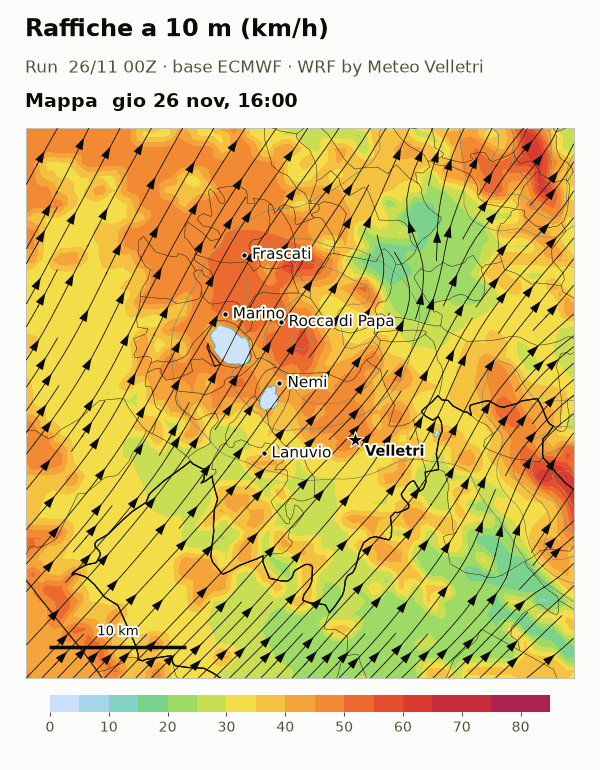 Raffiche a 10 m (km/h)
Run  26/11 00Z · base ECMWF · WRF by Meteo Velletri
Mappa  gio 26 nov, 16:00
Frascati
Marino
Rocca di Papa
Nemi
Velletri
Lanuvio
10 km
0 10 20 30 40 50 60 70 80